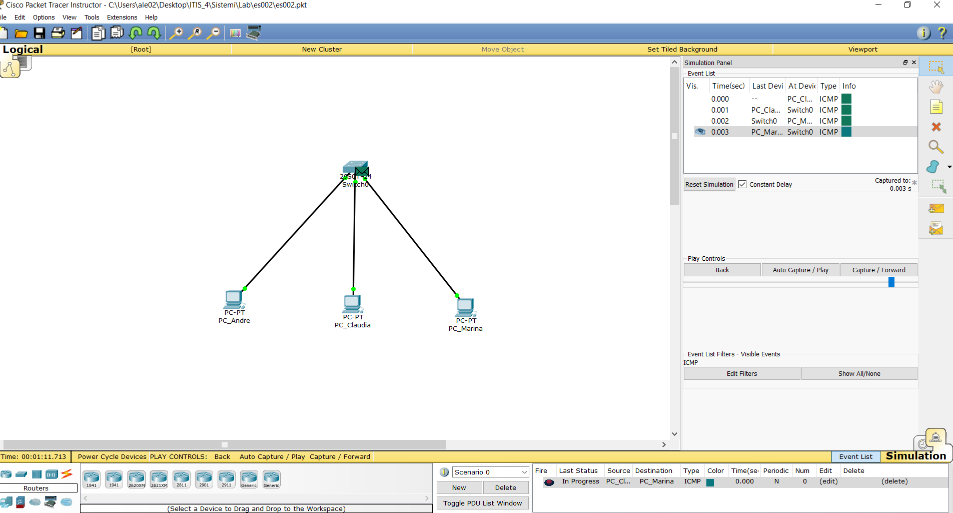 Cisco Packet Tracer Instructor - C:\Users\ale02\Desktop\ITIS_4\Sistemi\Lab\es002\es002.pkt
File Edit Options View Tools Extensions Help
Logical [Root] New Cluster Move Object Set Tiled Background Viewport
Simulation Panel
Event List
Vis. Time(sec) Last Devi At Devic Type Info
0.000 -- PC_Cl... ICMP
0.001 PC_Cla... Switch0 ICMP
0.002 Switch0 PC_M... ICMP
0.003 PC_Mar... Switch0 ICMP
Reset Simulation Constant Delay Captured to: *
0.003 s
Play Controls
Back Auto Capture / Play Capture / Forward
Event List Filters - Visible Events
ICMP
Edit Filters Show All/None
Switch0
PC-PT
PC_Andre
PC-PT
PC_Claudia
PC-PT
PC_Marina
Time: 00:01:11.713 Power Cycle Devices PLAY CONTROLS: Back Auto Capture / Play Capture / Forward
Event List Simulation
Routers
1841 1941 2620XM 2621XM 2811 2901 2911 Generic Generic
(Select a Device to Drag and Drop to the Workspace)
Scenario 0
New Delete
Toggle PDU List Window
Fire Last Status Source Destination Type Color Time(se Periodic Num Edit Delete
In Progress PC_Cl... PC_Marina ICMP 0.000 N 0 (edit) (delete)